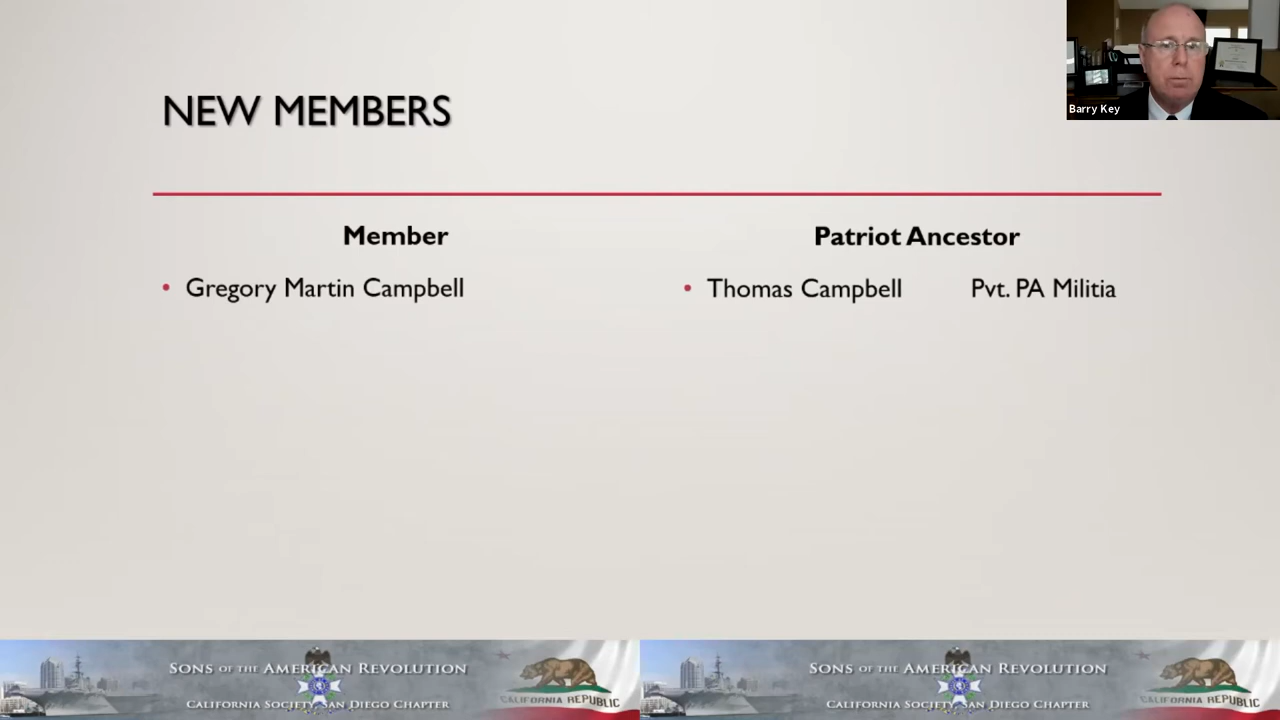 Barry Key
NEW MEMBERS
Member
Patriot Ancestor
• Gregory Martin Campbell
• Thomas Campbell Pvt. PA Militia
SONS OF THE AMERICAN REVOLUTION
CALIFORNIA SOCIETY SAN DIEGO CHAPTER
CALIFORNIA REPUBLIC
SONS OF THE AMERICAN REVOLUTION
CALIFORNIA SOCIETY SAN DIEGO CHAPTER
CALIFORNIA REPUBLIC